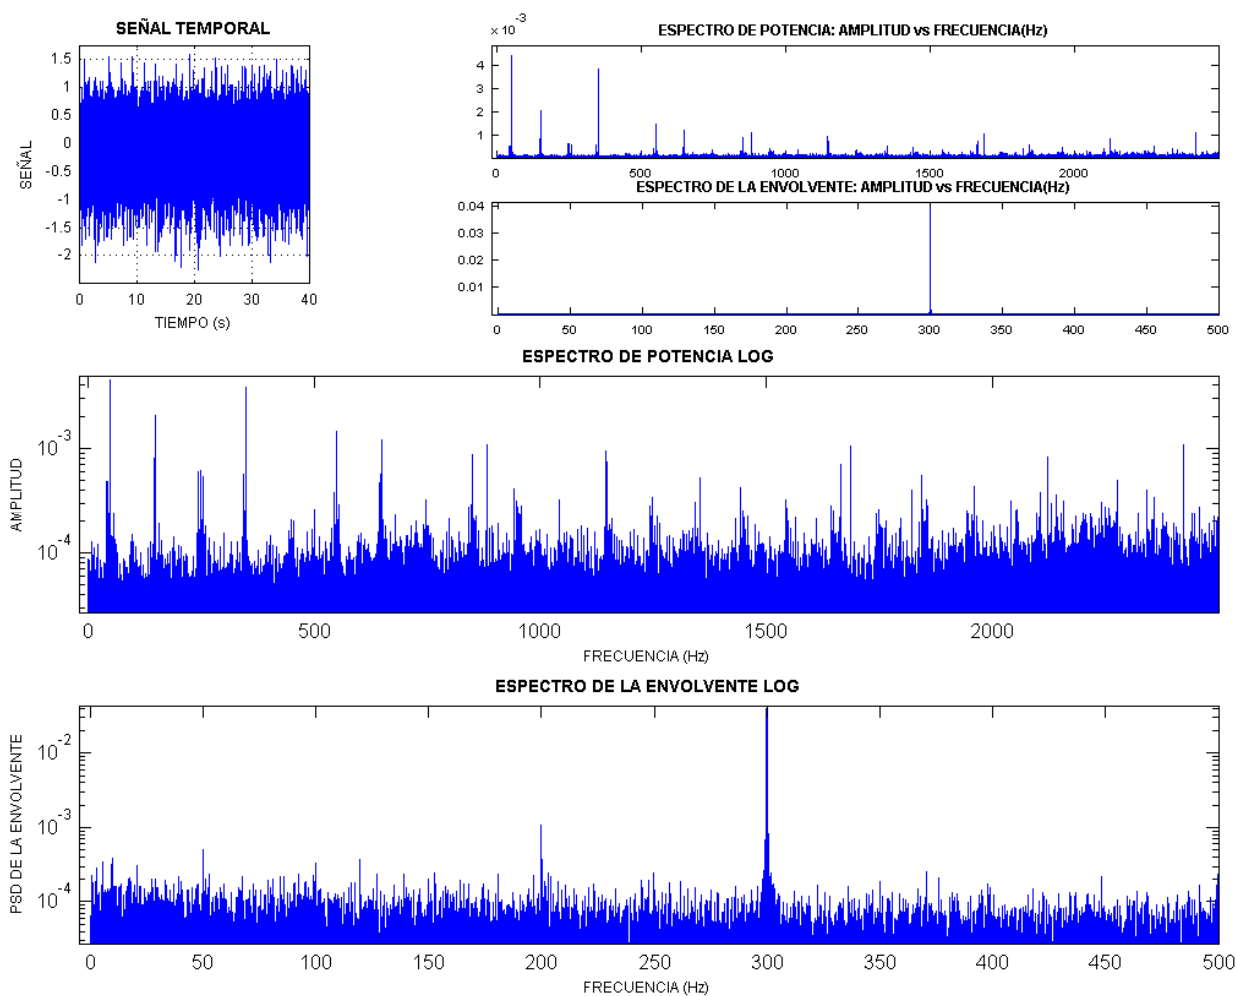 SEÑAL TEMPORAL
1.5
1
0.5
0
-0.5
-1
-1.5
-2
SEÑAL
0 10 20 30 40
TIEMPO (s)
× 10-3
ESPECTRO DE POTENCIA: AMPLITUD vs FRECUENCIA(Hz)
4
3
2
1
0 500 1000 1500 2000
ESPECTRO DE LA ENVOLVENTE: AMPLITUD vs FRECUENCIA(Hz)
0.04
0.03
0.02
0.01
0 50 100 150 200 250 300 350 400 450 500
ESPECTRO DE POTENCIA LOG
10-3
10-4
AMPLITUD
0 500 1000 1500 2000
FRECUENCIA (Hz)
ESPECTRO DE LA ENVOLVENTE LOG
10-2
10-3
10-4
PSD DE LA ENVOLVENTE
0 50 100 150 200 250 300 350 400 450 500
FRECUENCIA (Hz)